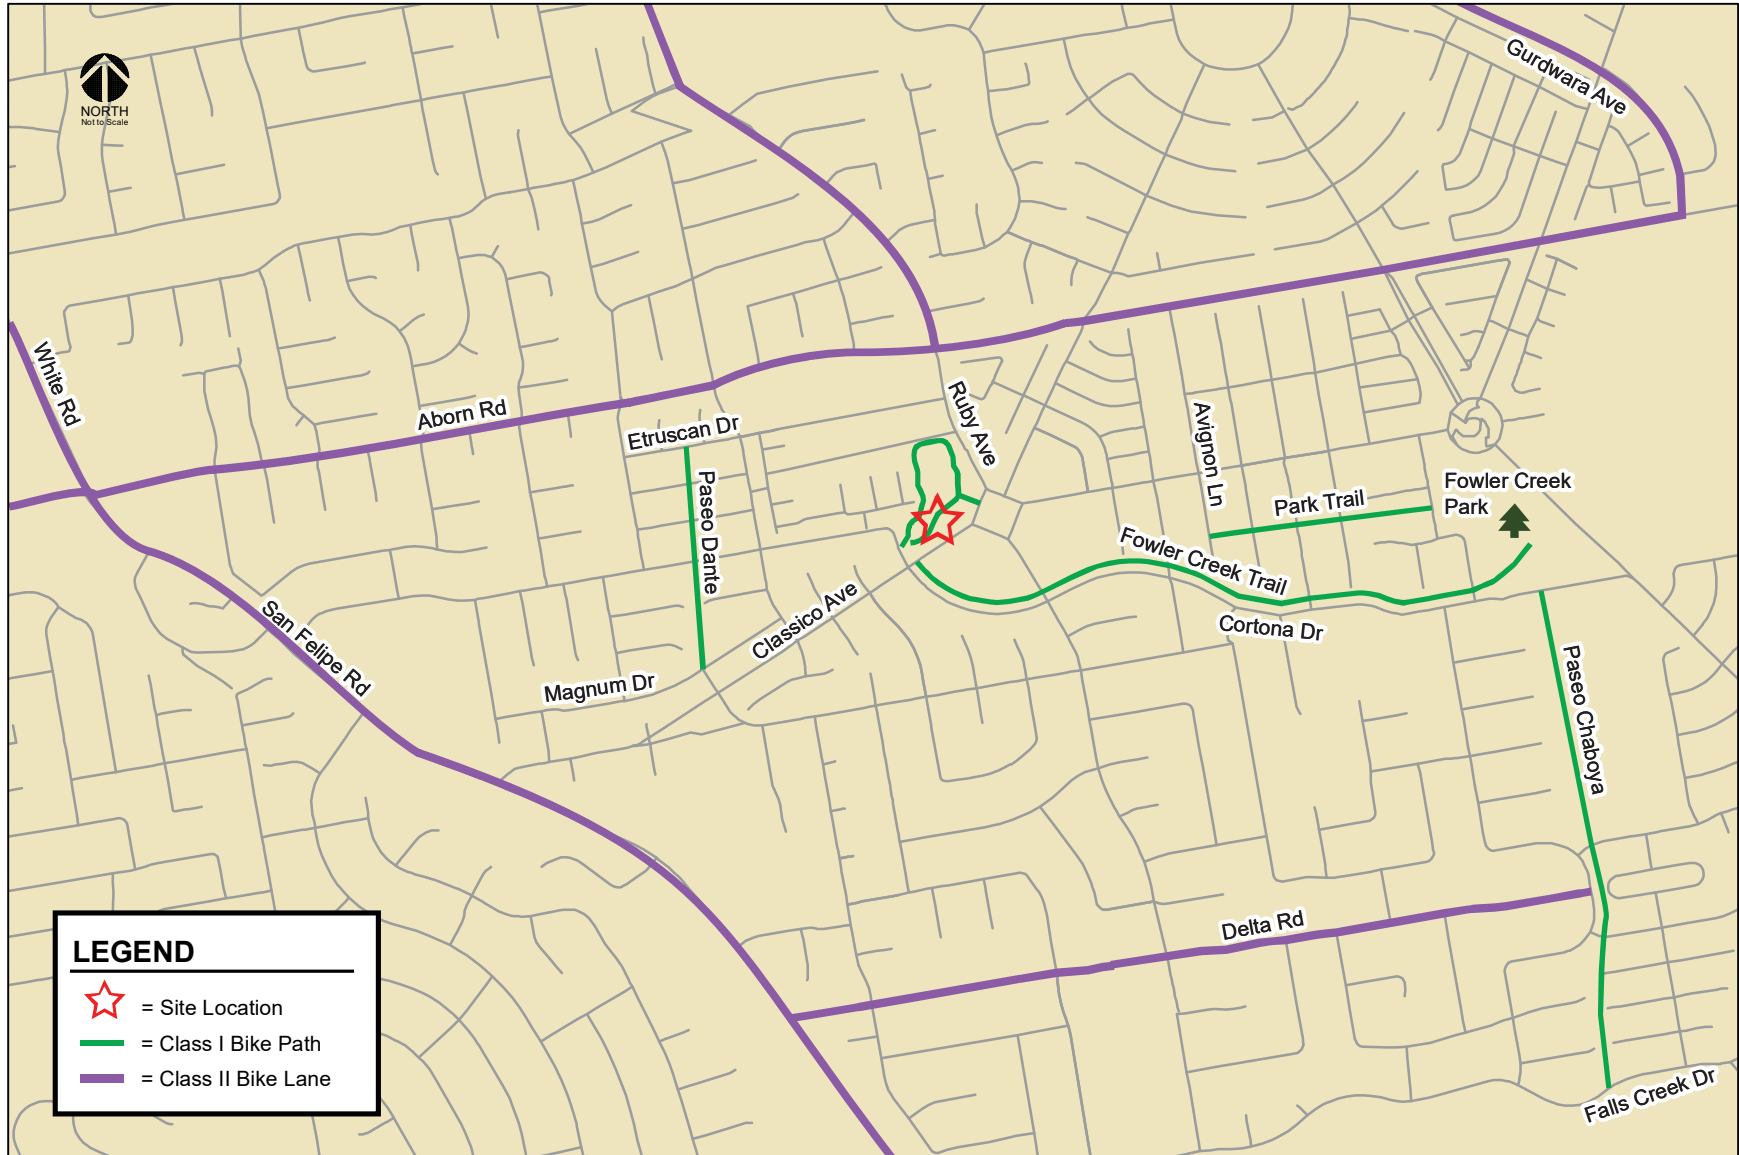 NORTH
Not to Scale
Gurdwara Ave
White Rd
Aborn Rd
Etruscan Dr
Ruby Ave
Avignon Ln
Paseo Dante
Park Trail
Fowler Creek
Park
Fowler Creek Trail
Classico Ave
San Felipe Rd
Cortona Dr
Magnum Dr
Paseo Chaboya
Delta Rd
Falls Creek Dr
LEGEND
= Site Location
= Class I Bike Path
= Class II Bike Lane